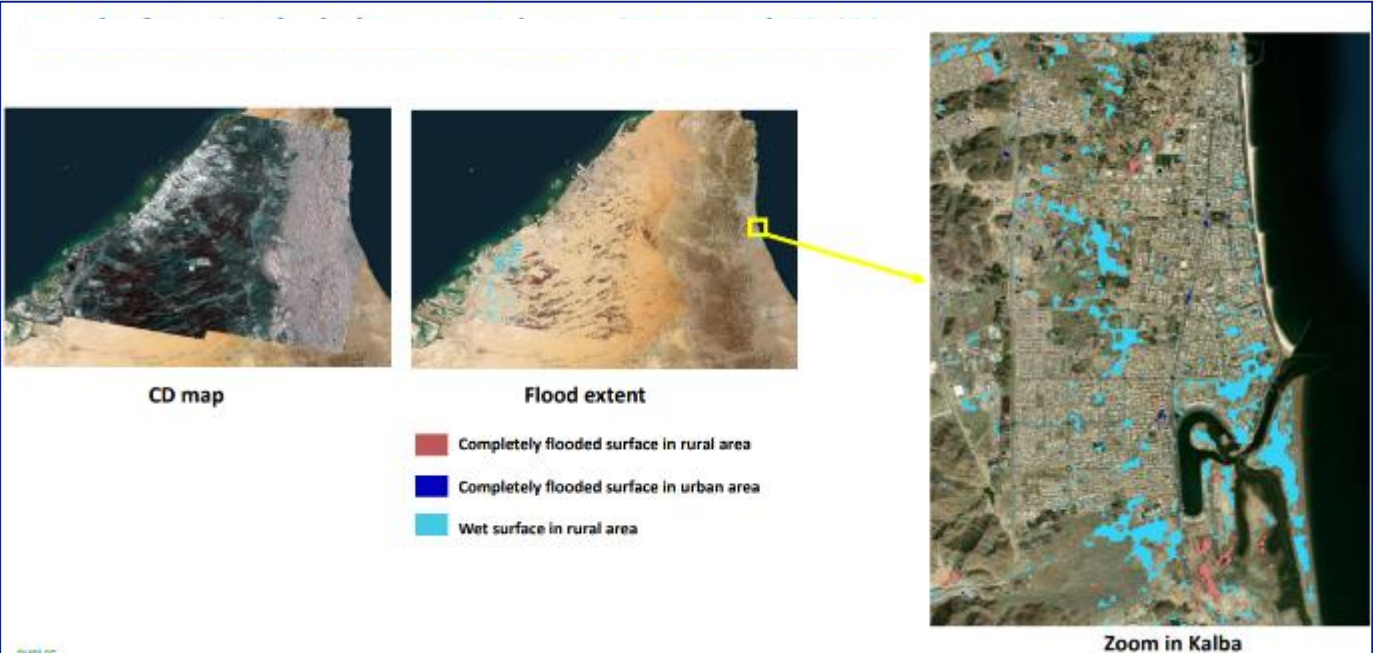 CD map
Flood extent
Completely flooded surface in rural area
Completely flooded surface in urban area
Wet surface in rural area
Zoom in Kalba